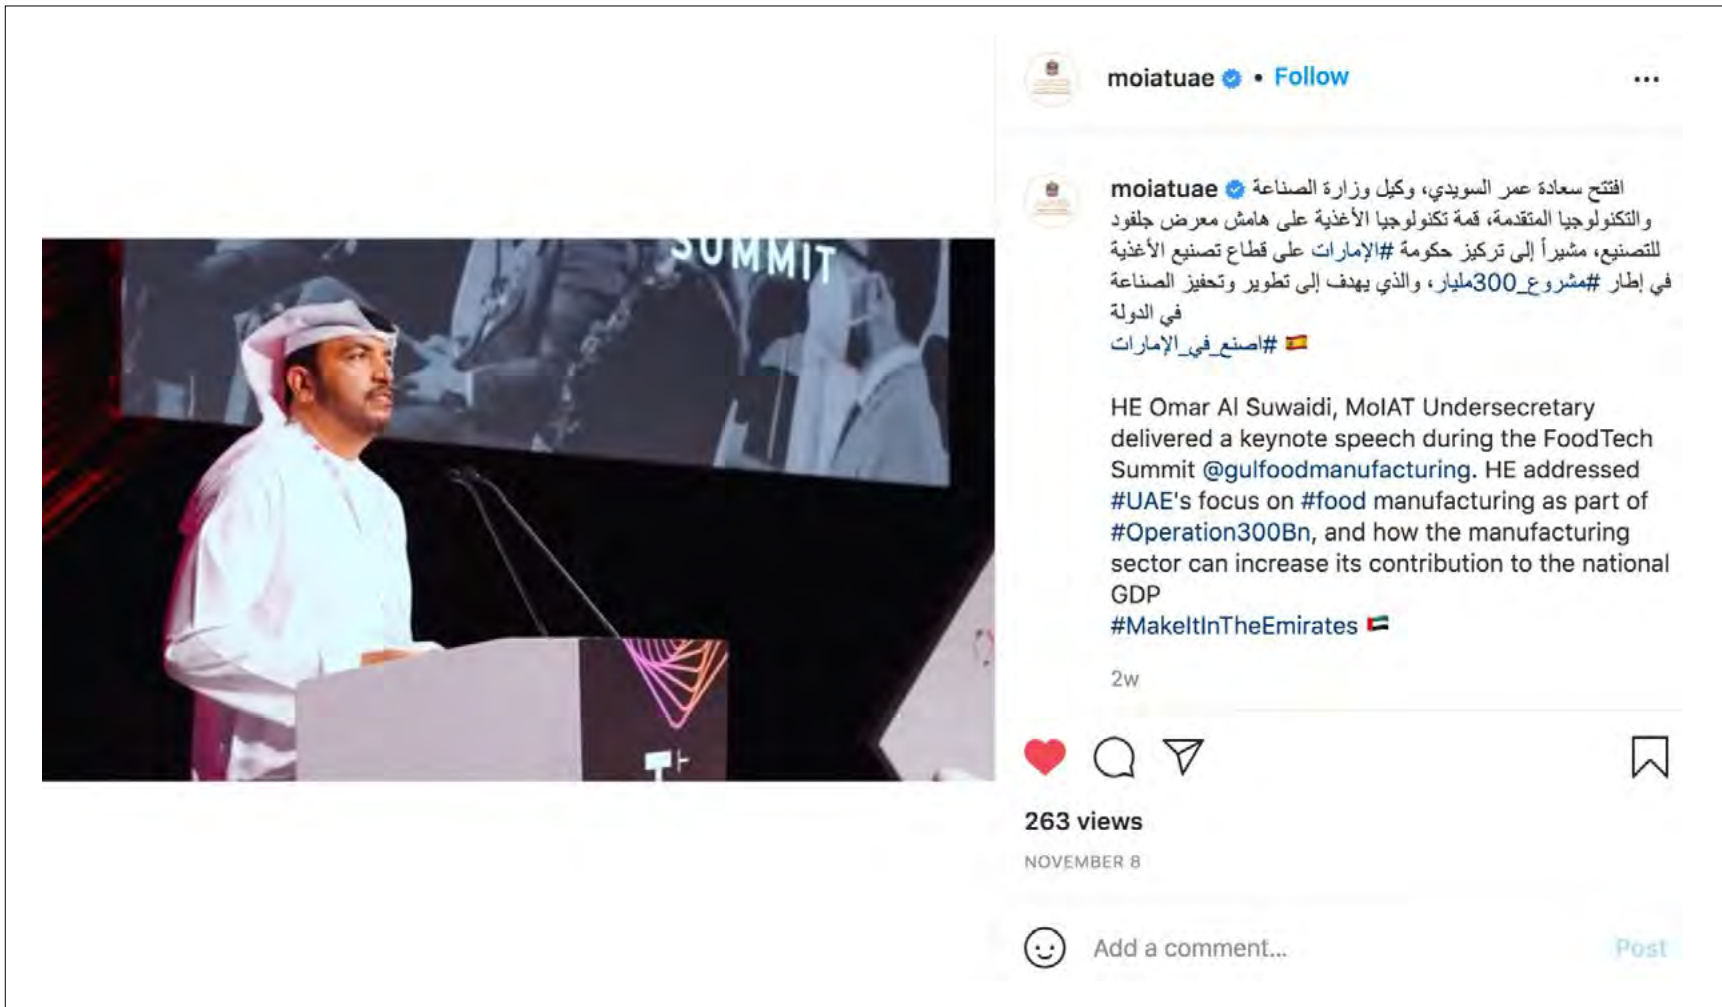 SUMMIT
moiatuae • Follow
moiatuae افتتح سعادة عمر السويدي، وكيل وزارة الصناعة
والتكنولوجيا المتقدمة، قمة تكنولوجيا الأغذية على هامش معرض جلفود
للتصنيع، مشيراً إلى تركيز حكومة #الإمارات على قطاع تصنيع الأغذية
في إطار #مشروع_300مليار، والذي يهدف إلى تطوير وتحفيز الصناعة
في الدولة
#اصنع_في_الإمارات 🇪🇸
HE Omar Al Suwaidi, MoIAT Undersecretary
delivered a keynote speech during the FoodTech
Summit @gulfoodmanufacturing. HE addressed
#UAE's focus on #food manufacturing as part of
#Operation300Bn, and how the manufacturing
sector can increase its contribution to the national
GDP
#MakeItInTheEmirates 🇦🇪
2w
263 views
NOVEMBER 8
Add a comment...
Post